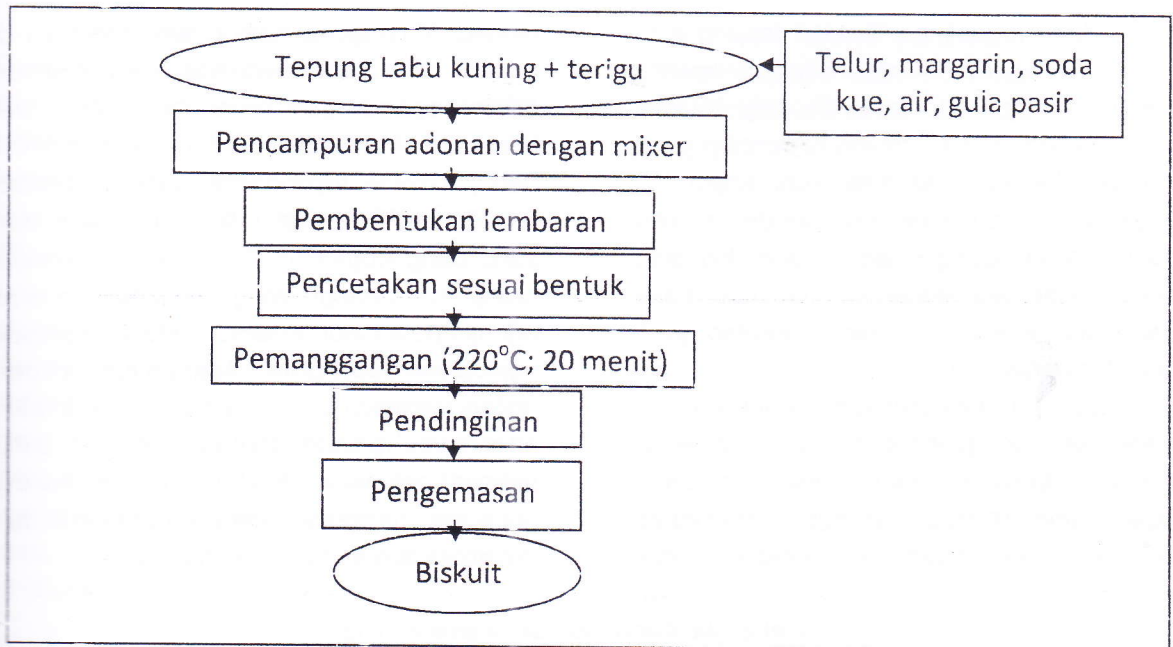 Tepung Labu kuning + terigu
Telur, margarin, soda
kue, air, gula pasir
Pencampuran adonan dengan mixer
Pembentukan lembaran
Pencetakan sesuai bentuk
Pemanggangan (220°C; 20 menit)
Pendinginan
Pengemasan
Biskuit